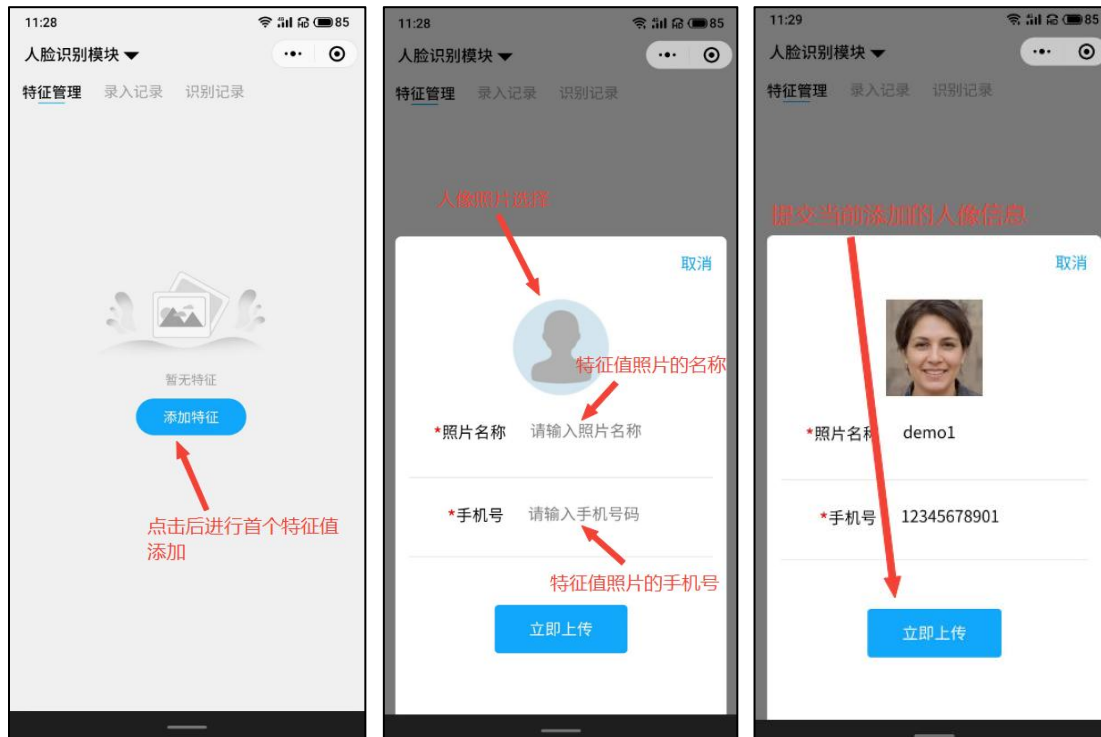 11:28
85
人脸识别模块
特征管理 录入记录 识别记录
暂无特征
添加特征
点击后进行首个特征值
添加
11:28
85
人脸识别模块
特征管理 录入记录 识别记录
人像照片选择
取消
特征值照片的名称
*照片名称 请输入照片名称
*手机号 请输入手机号码
特征值照片的手机号
立即上传
11:29
85
人脸识别模块
特征管理 录入记录 识别记录
提交当前添加的人像信息
取消
*照片名称 demo1
*手机号 12345678901
立即上传